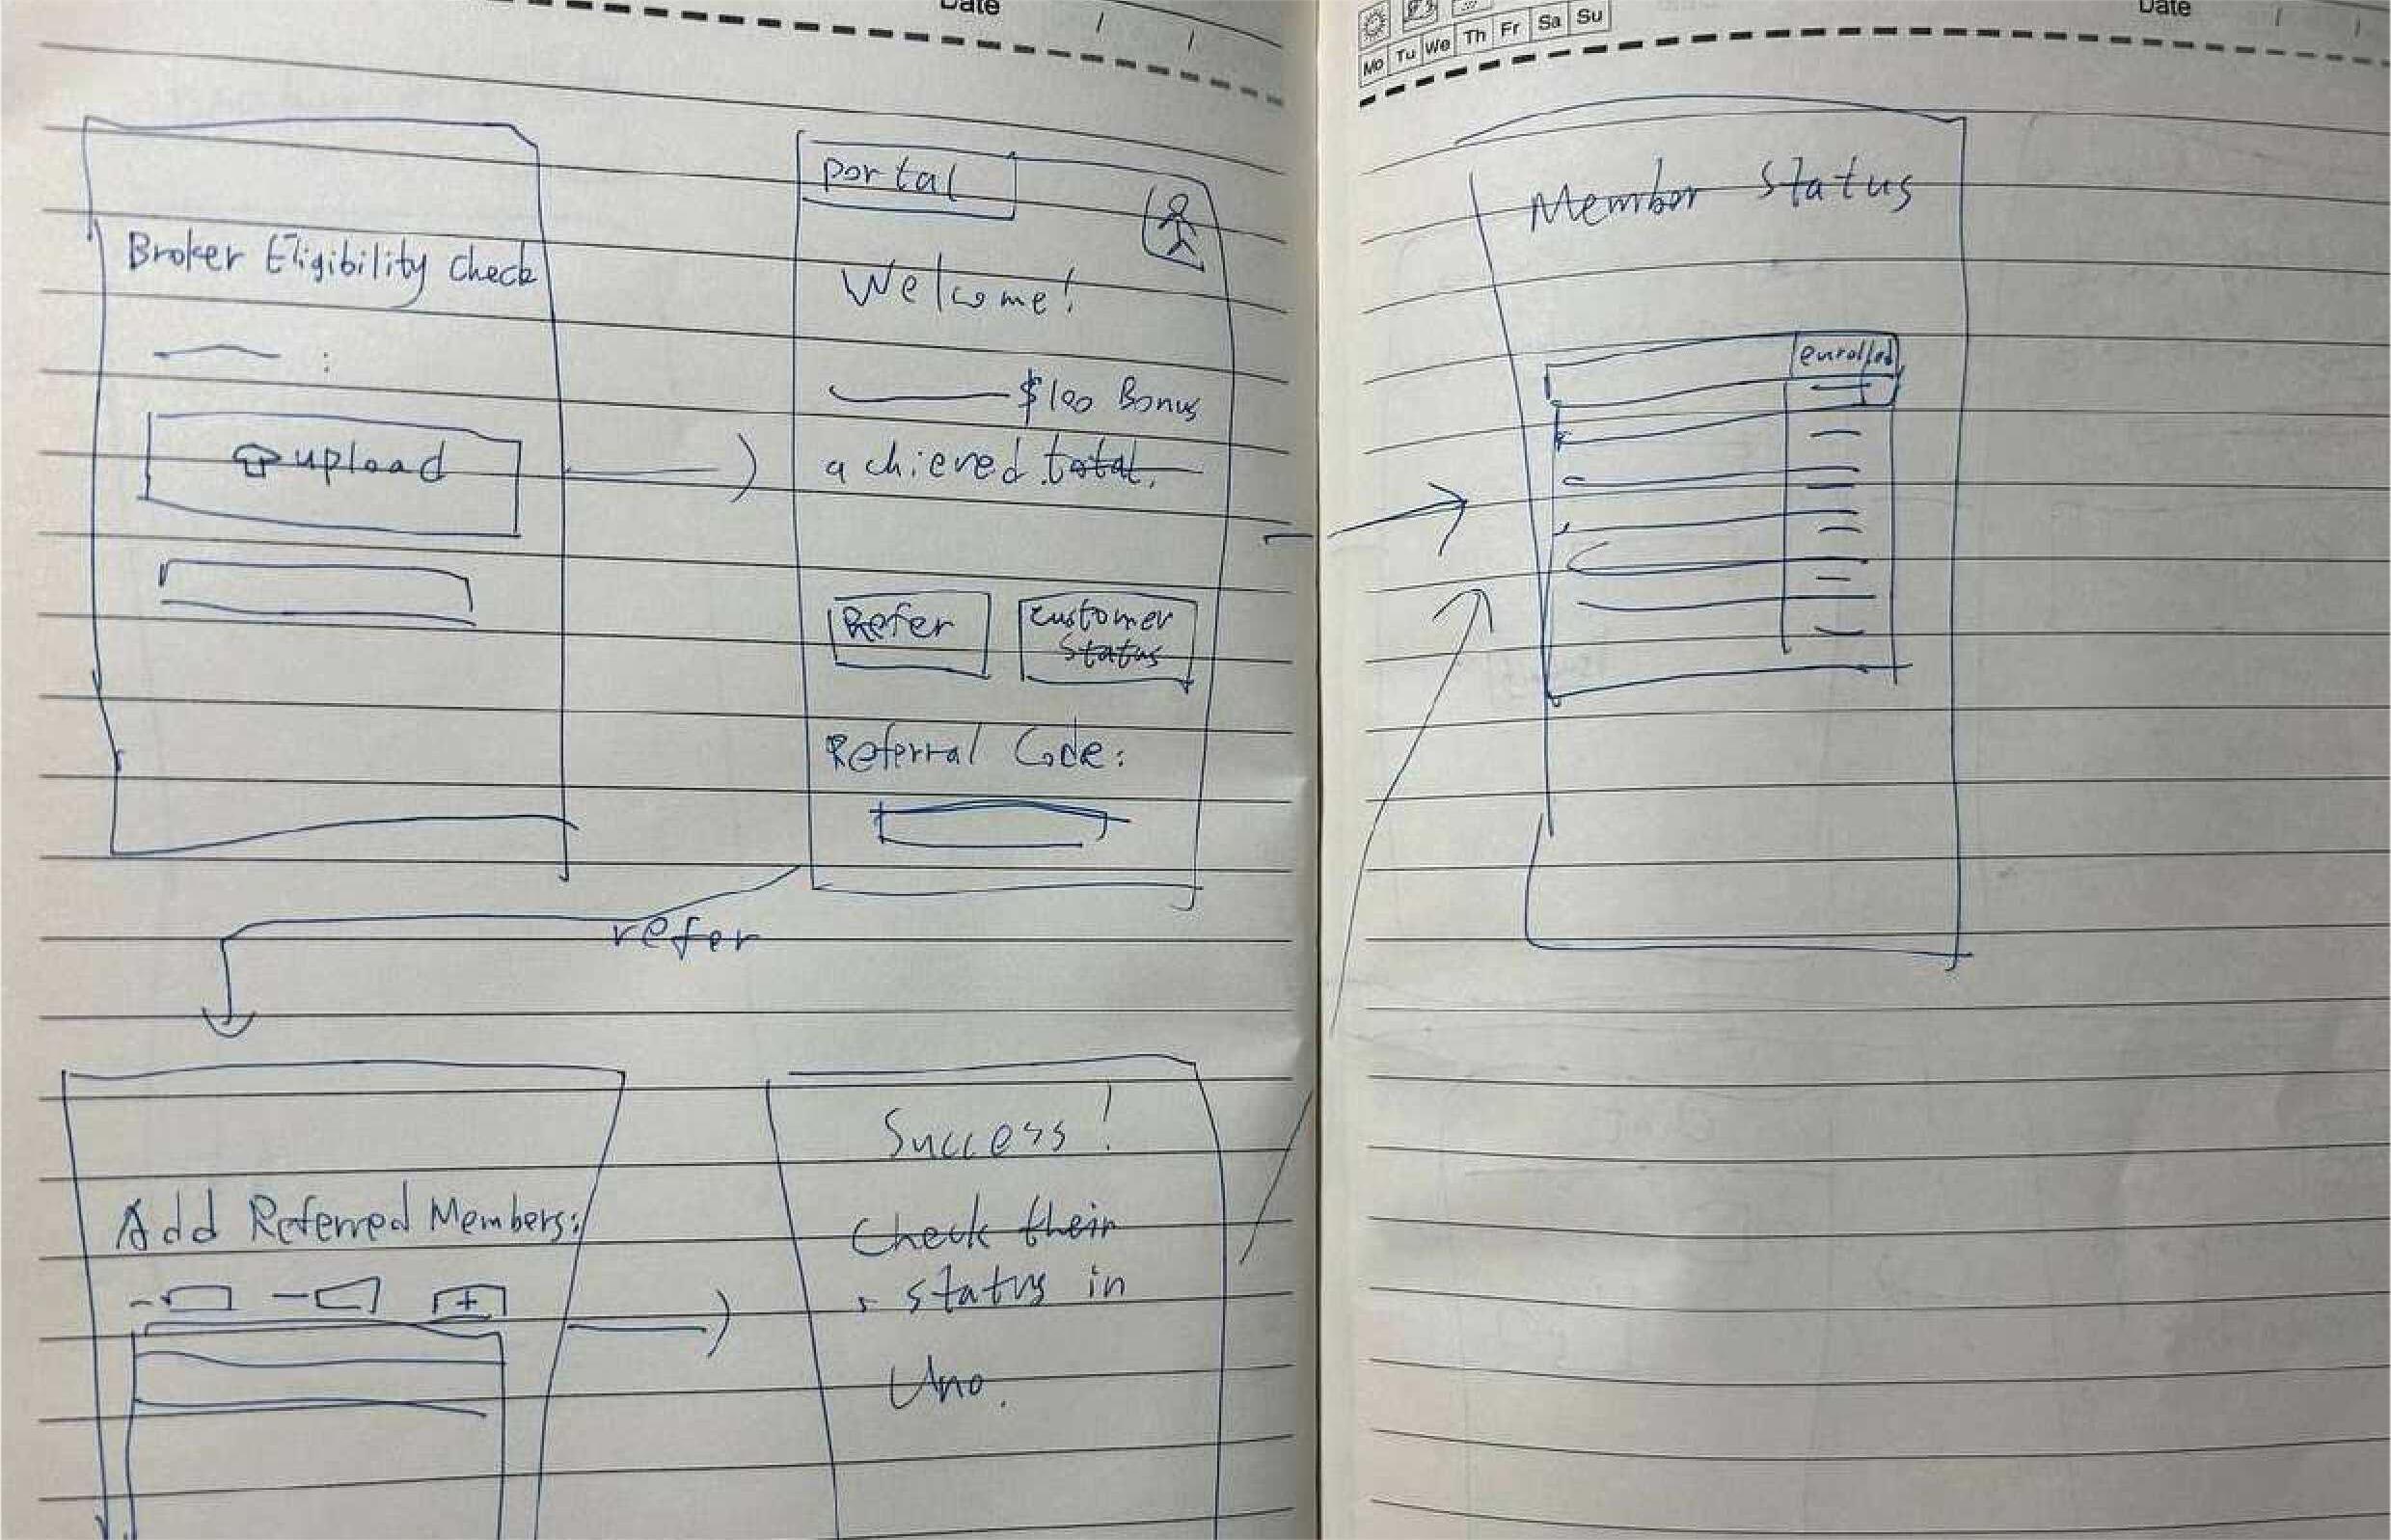 Date
Broker Eligibility Check
:
upload
portal
Welcome!
$100 Bonus
achieved total.
Refer
Customer
Status
Referral Code:
refer
Add Referred Members:
+
Success!
Check their
status in
Uno.
Mo Tu We Th Fr Sa Su
Date
Member Status
enrolled